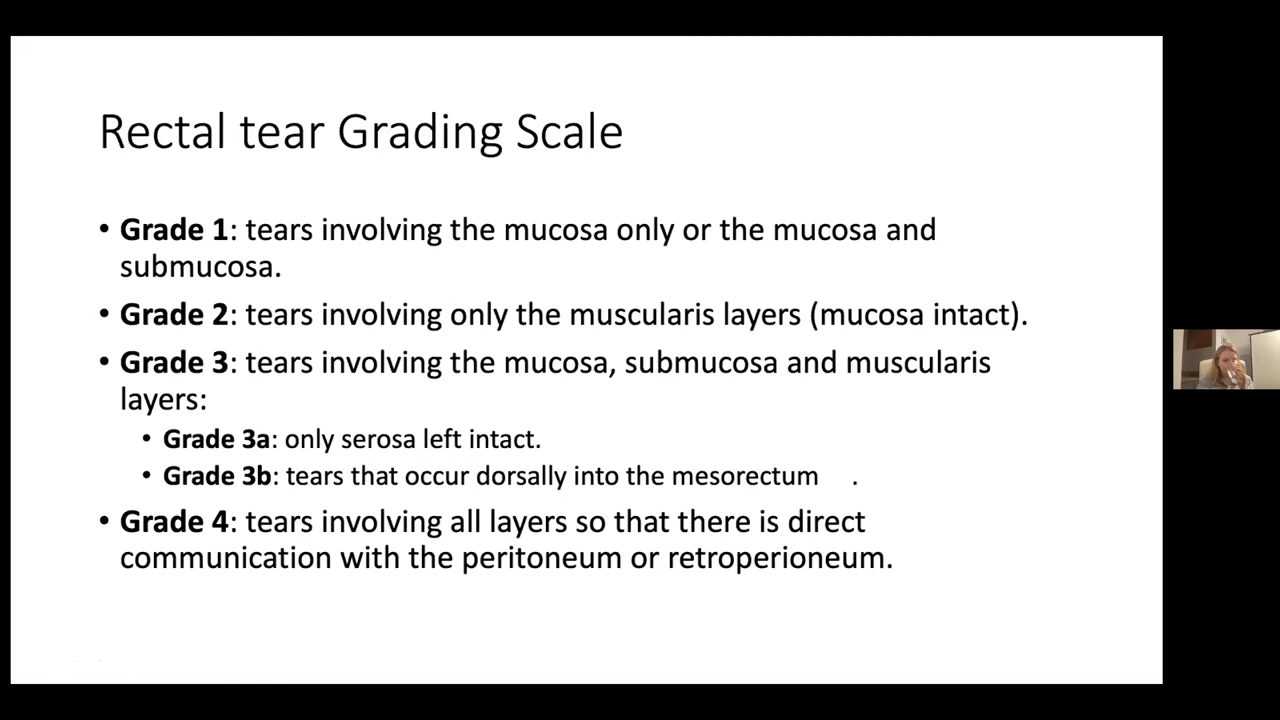 Rectal tear Grading Scale
• Grade 1: tears involving the mucosa only or the mucosa and
submucosa.
• Grade 2: tears involving only the muscularis layers (mucosa intact).
• Grade 3: tears involving the mucosa, submucosa and muscularis
layers:
• Grade 3a: only serosa left intact.
• Grade 3b: tears that occur dorsally into the mesorectum .
• Grade 4: tears involving all layers so that there is direct
communication with the peritoneum or retroperioneum.